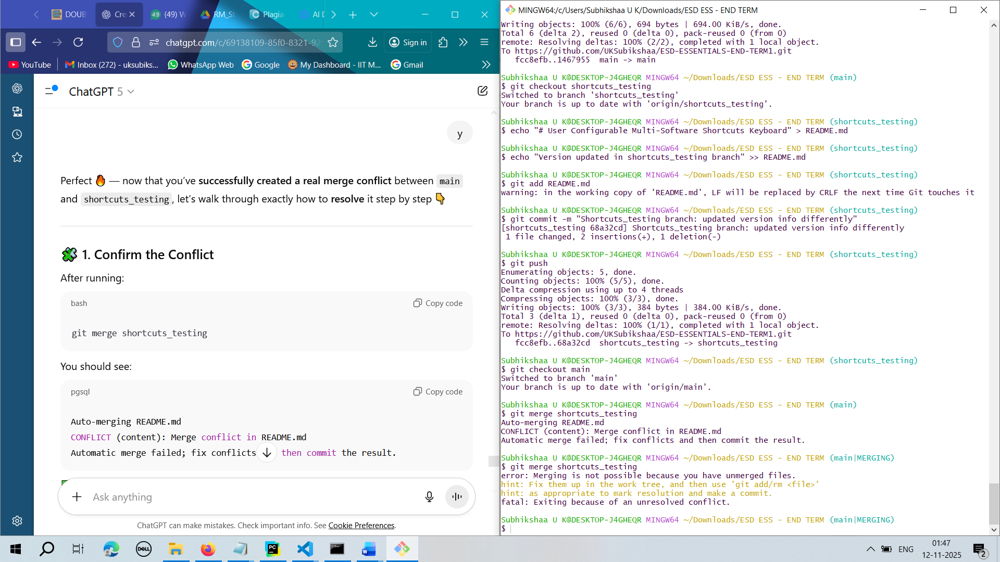 DOUB
Cre
49
(49) W
RM_St
Plagia
AI D
chatgpt.com/c/69138109-85f0-8321-92
Sign in
YouTube
Inbox (272) - uksubiks...
WhatsApp Web
Google
My Dashboard - IIT M...
Gmail
ChatGPT 5
y
Perfect 🔥 — now that you’ve successfully created a real merge conflict between main
and shortcuts_testing, let’s walk through exactly how to resolve it step by step 👇
🧩 1. Confirm the Conflict
After running:
bash
Copy code
git merge shortcuts_testing
You should see:
pgsql
Copy code
Auto-merging README.md
CONFLICT (content): Merge conflict in README.md
Automatic merge failed; fix conflicts then commit the result.
Ask anything
ChatGPT can make mistakes. Check important info. See Cookie Preferences.
MINGW64:/c/Users/Subhikshaa U K/Downloads/ESD ESS - END TERM
Writing objects: 100% (6/6), 694 bytes | 694.00 KiB/s, done.
Total 6 (delta 2), reused 0 (delta 0), pack-reused 0 (from 0)
remote: Resolving deltas: 100% (2/2), completed with 1 local object.
To https://github.com/UKSubikshaa/ESD-ESSENTIALS-END-TERM1.git
fcc8efb..1467955  main -> main
Subhikshaa U K@DESKTOP-J4GHEQR MINGW64 ~/Downloads/ESD ESS - END TERM (main)
$ git checkout shortcuts_testing
Switched to branch 'shortcuts_testing'
Your branch is up to date with 'origin/shortcuts_testing'.
Subhikshaa U K@DESKTOP-J4GHEQR MINGW64 ~/Downloads/ESD ESS - END TERM (shortcuts_testing)
$ echo "# User Configurable Multi-Software Shortcuts Keyboard" > README.md
Subhikshaa U K@DESKTOP-J4GHEQR MINGW64 ~/Downloads/ESD ESS - END TERM (shortcuts_testing)
$ echo "Version updated in shortcuts_testing branch" >> README.md
Subhikshaa U K@DESKTOP-J4GHEQR MINGW64 ~/Downloads/ESD ESS - END TERM (shortcuts_testing)
$ git add README.md
warning: in the working copy of 'README.md', LF will be replaced by CRLF the next time Git touches it
Subhikshaa U K@DESKTOP-J4GHEQR MINGW64 ~/Downloads/ESD ESS - END TERM (shortcuts_testing)
$ git commit -m "Shortcuts_testing branch: updated version info differently"
[shortcuts_testing 68a32cd] Shortcuts_testing branch: updated version info differently
1 file changed, 2 insertions(+), 1 deletion(-)
Subhikshaa U K@DESKTOP-J4GHEQR MINGW64 ~/Downloads/ESD ESS - END TERM (shortcuts_testing)
$ git push
Enumerating objects: 5, done.
Counting objects: 100% (5/5), done.
Delta compression using up to 4 threads
Compressing objects: 100% (3/3), done.
Writing objects: 100% (3/3), 384 bytes | 384.00 KiB/s, done.
Total 3 (delta 1), reused 0 (delta 0), pack-reused 0 (from 0)
remote: Resolving deltas: 100% (1/1), completed with 1 local object.
To https://github.com/UKSubikshaa/ESD-ESSENTIALS-END-TERM1.git
fcc8efb..68a32cd  shortcuts_testing -> shortcuts_testing
Subhikshaa U K@DESKTOP-J4GHEQR MINGW64 ~/Downloads/ESD ESS - END TERM (shortcuts_testing)
$ git checkout main
Switched to branch 'main'
Your branch is up to date with 'origin/main'.
Subhikshaa U K@DESKTOP-J4GHEQR MINGW64 ~/Downloads/ESD ESS - END TERM (main)
$ git merge shortcuts_testing
Auto-merging README.md
CONFLICT (content): Merge conflict in README.md
Automatic merge failed; fix conflicts and then commit the result.
Subhikshaa U K@DESKTOP-J4GHEQR MINGW64 ~/Downloads/ESD ESS - END TERM (main|MERGING)
$ git merge shortcuts_testing
error: Merging is not possible because you have unmerged files.
hint: Fix them up in the work tree, and then use 'git add/rm <file>'
hint: as appropriate to mark resolution and make a commit.
fatal: Exiting because of an unresolved conflict.
Subhikshaa U K@DESKTOP-J4GHEQR MINGW64 ~/Downloads/ESD ESS - END TERM (main|MERGING)
$
DELL
PC
W
ENG
01:47
12-11-2025
2